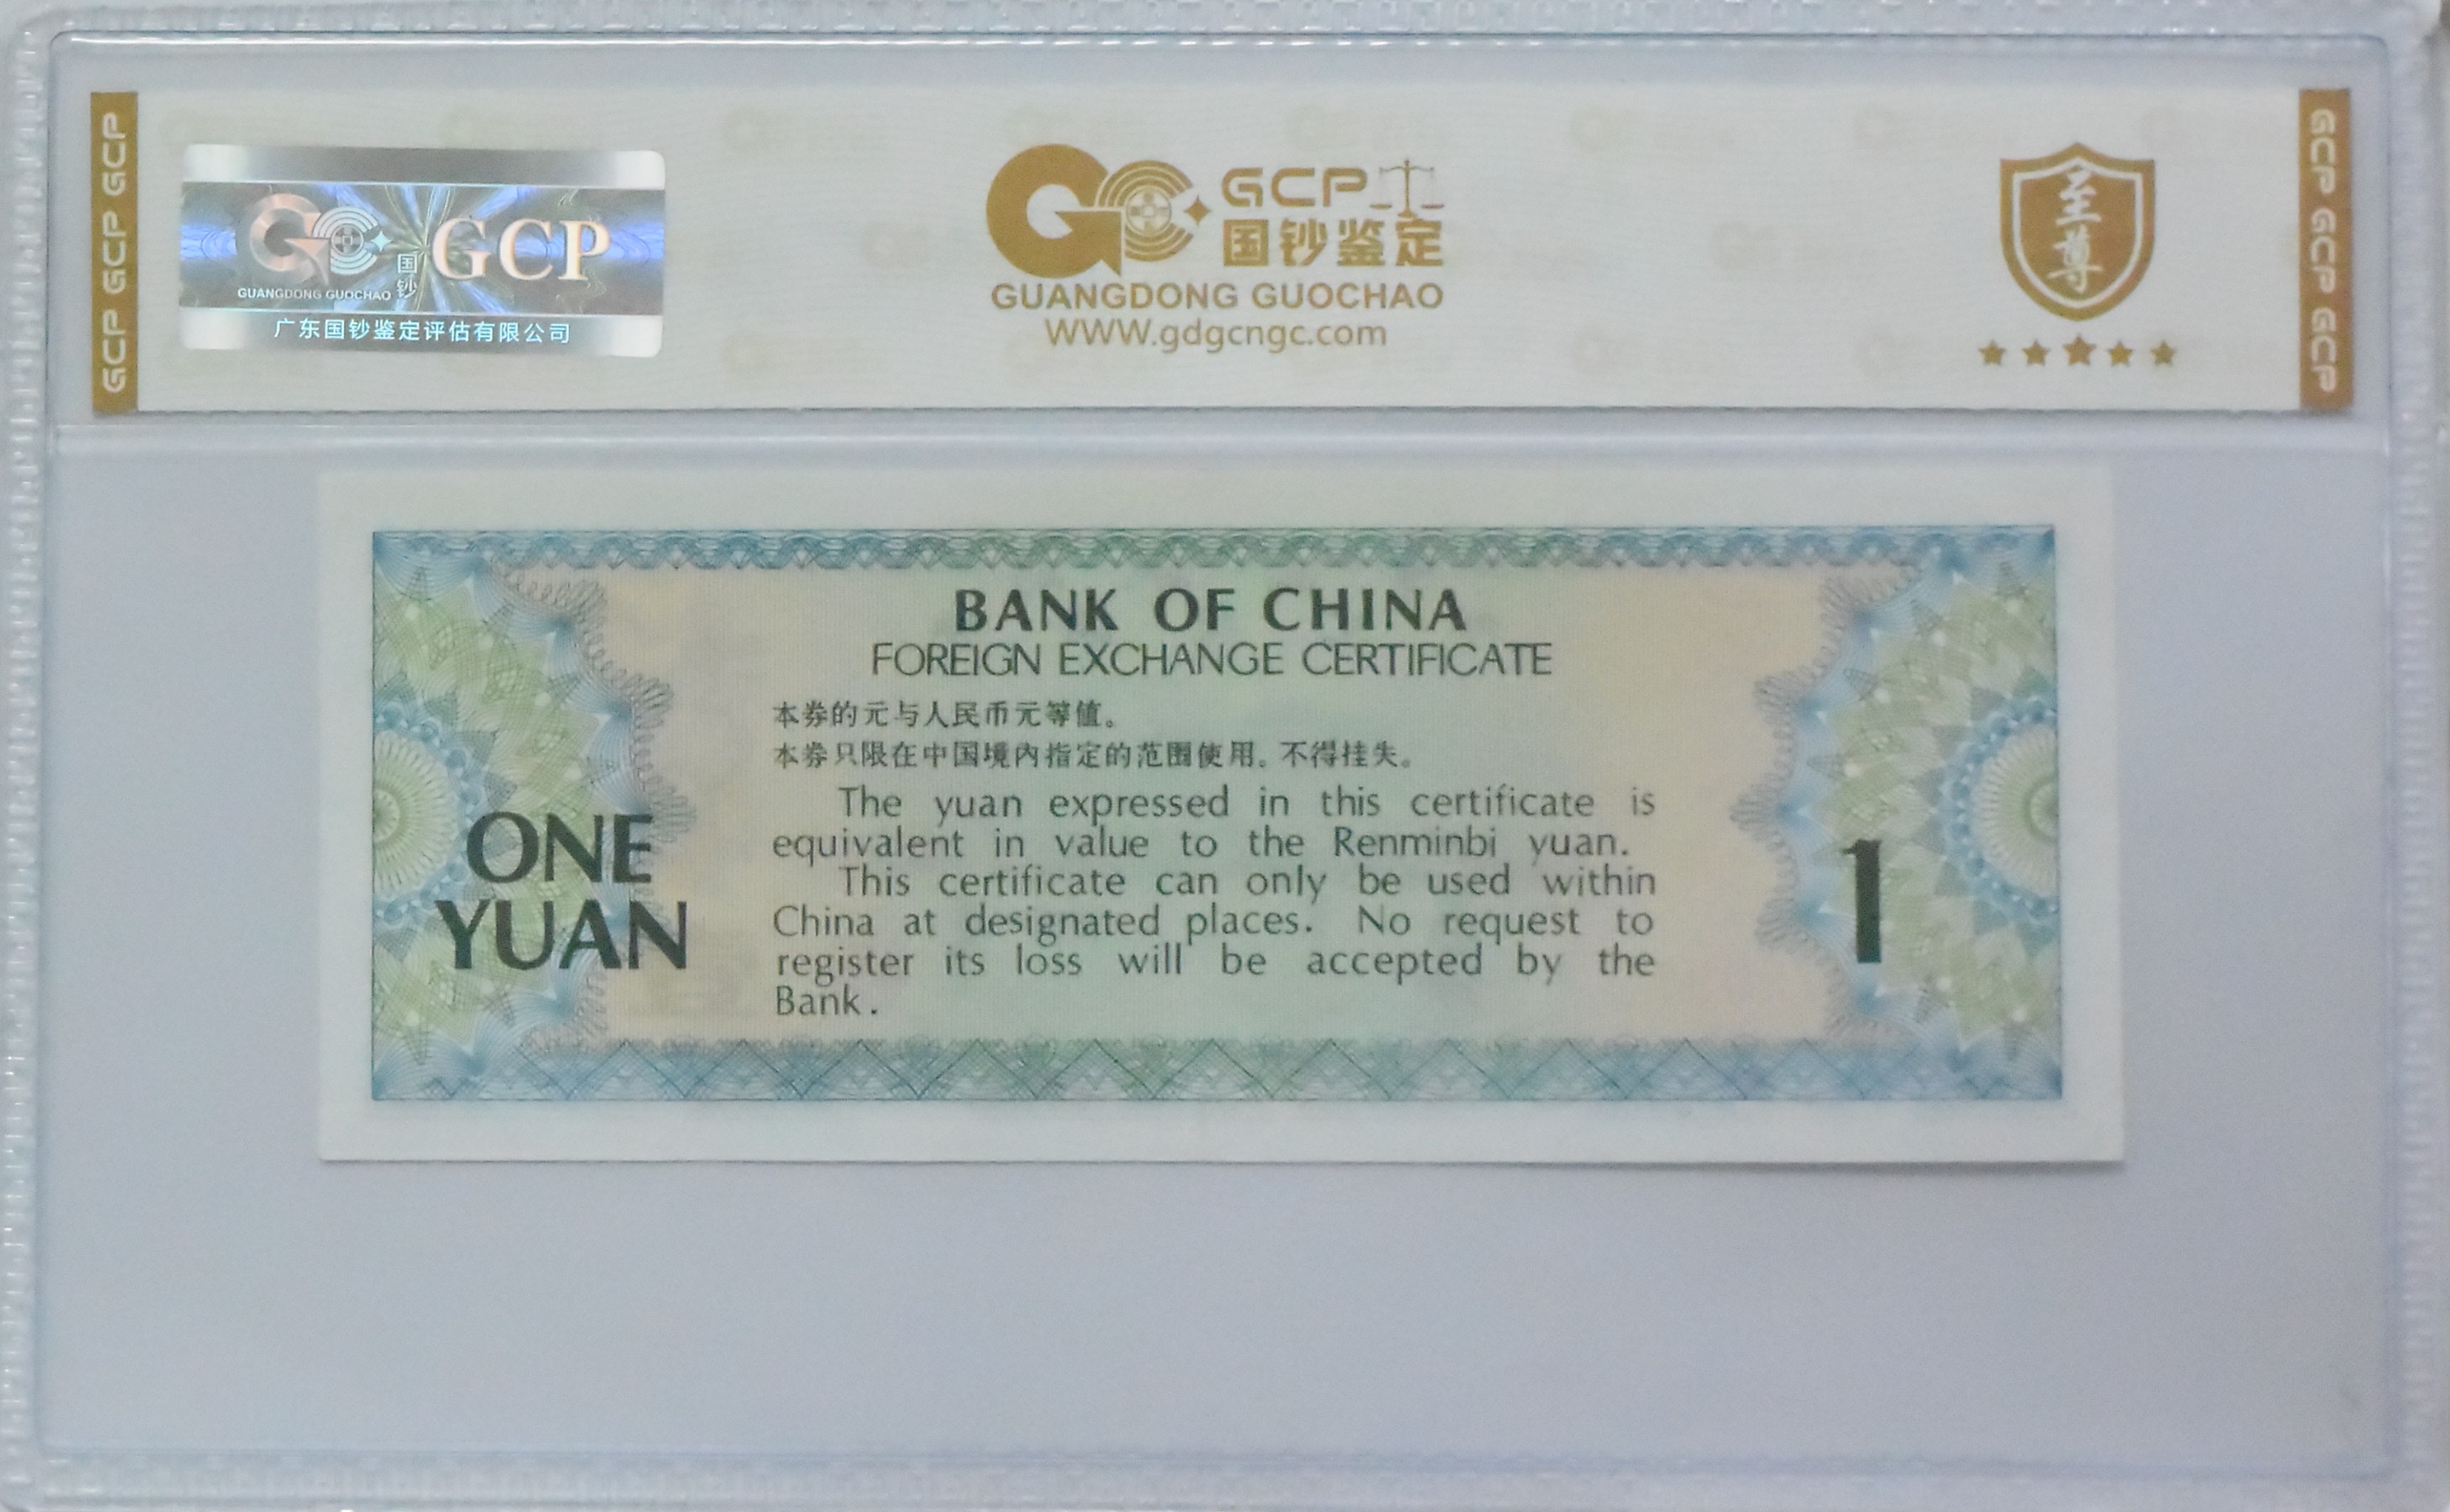 GCP GCP GCP
GCP
国钞
GUANGDONG GUOCHAO
广东国钞鉴定评估有限公司
GCP
国钞鉴定
GUANGDONG GUOCHAO
WWW.gdgcngc.com
至尊
GCP GCP GCP
BANK OF CHINA
FOREIGN EXCHANGE CERTIFICATE
本券的元与人民币元等值。
本券只限在中国境内指定的范围使用。不得挂失。
The yuan expressed in this certificate is
equivalent in value to the Renminbi yuan.
This certificate can only be used within
China at designated places. No request to
register its loss will be accepted by the
Bank.
ONE
YUAN
1